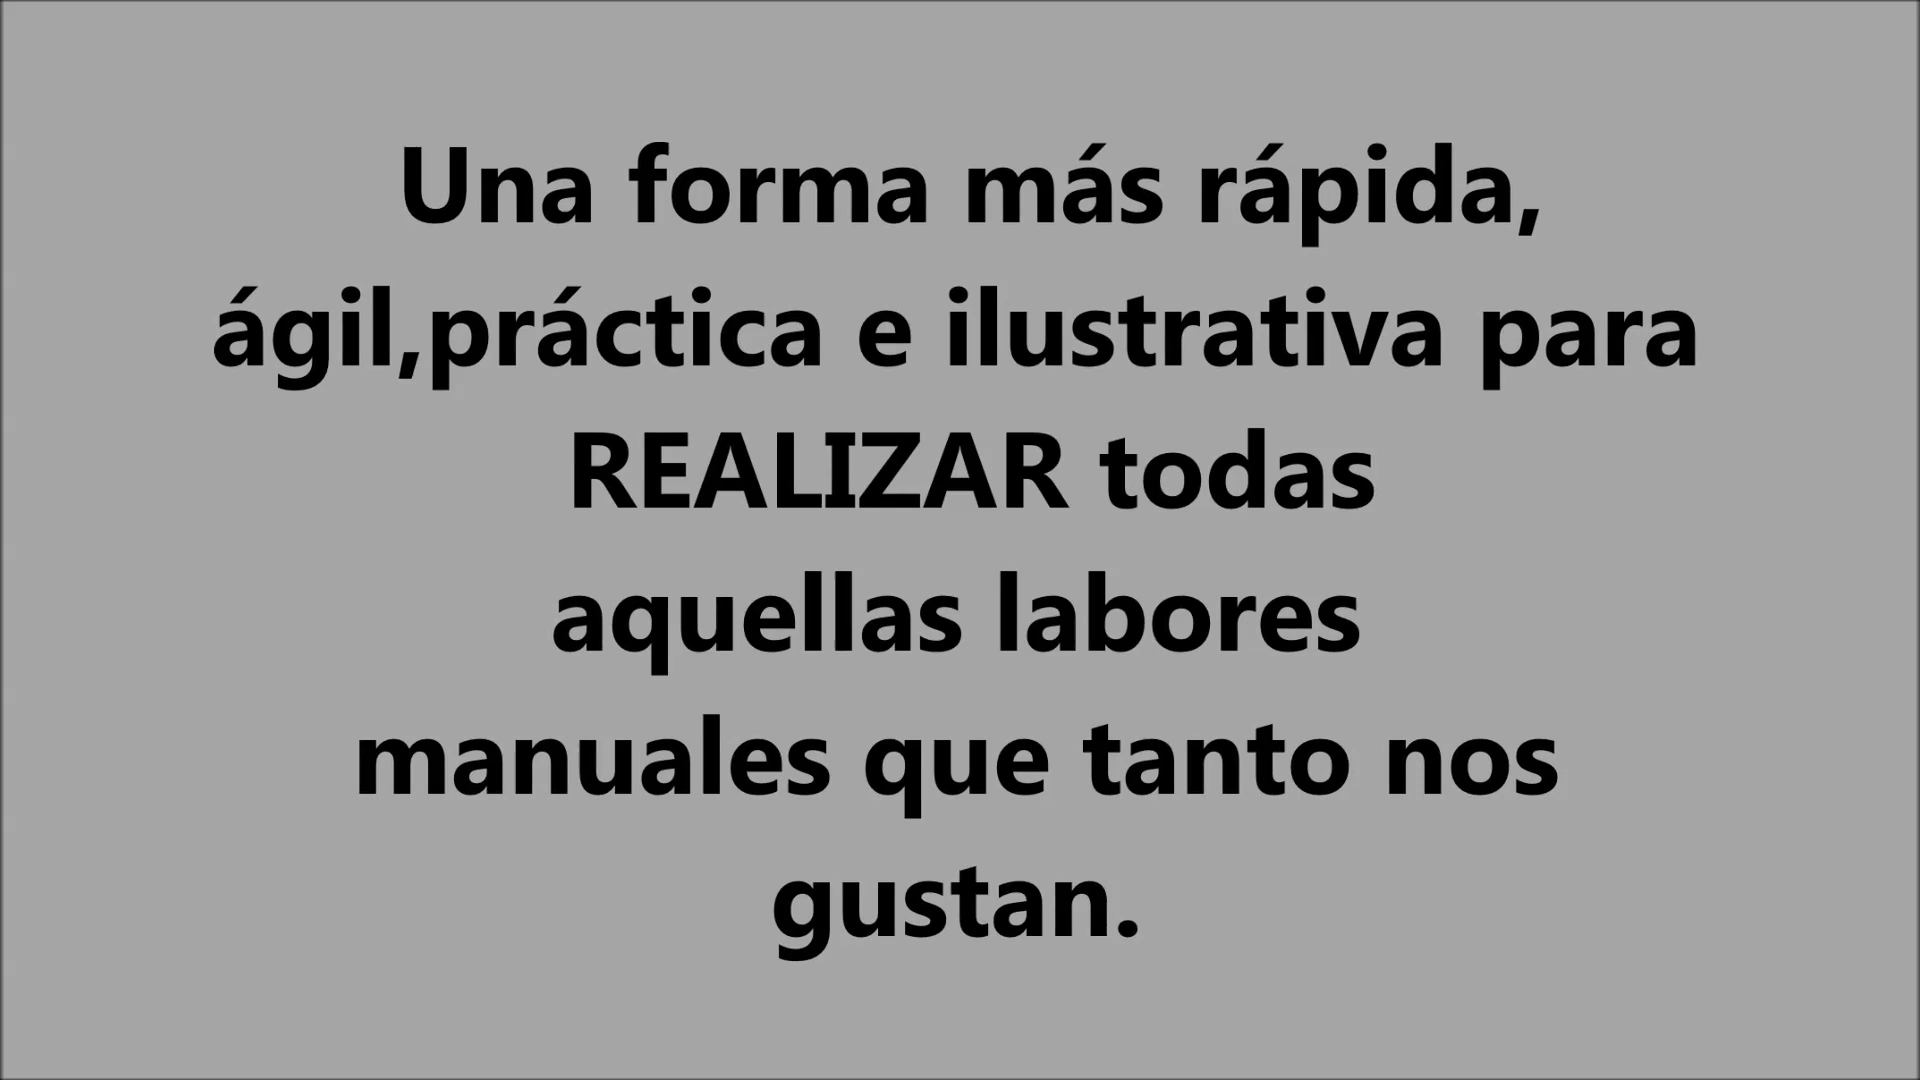 Una forma más rápida,
ágil,práctica e ilustrativa para
REALIZAR todas
aquellas labores
manuales que tanto nos
gustan.